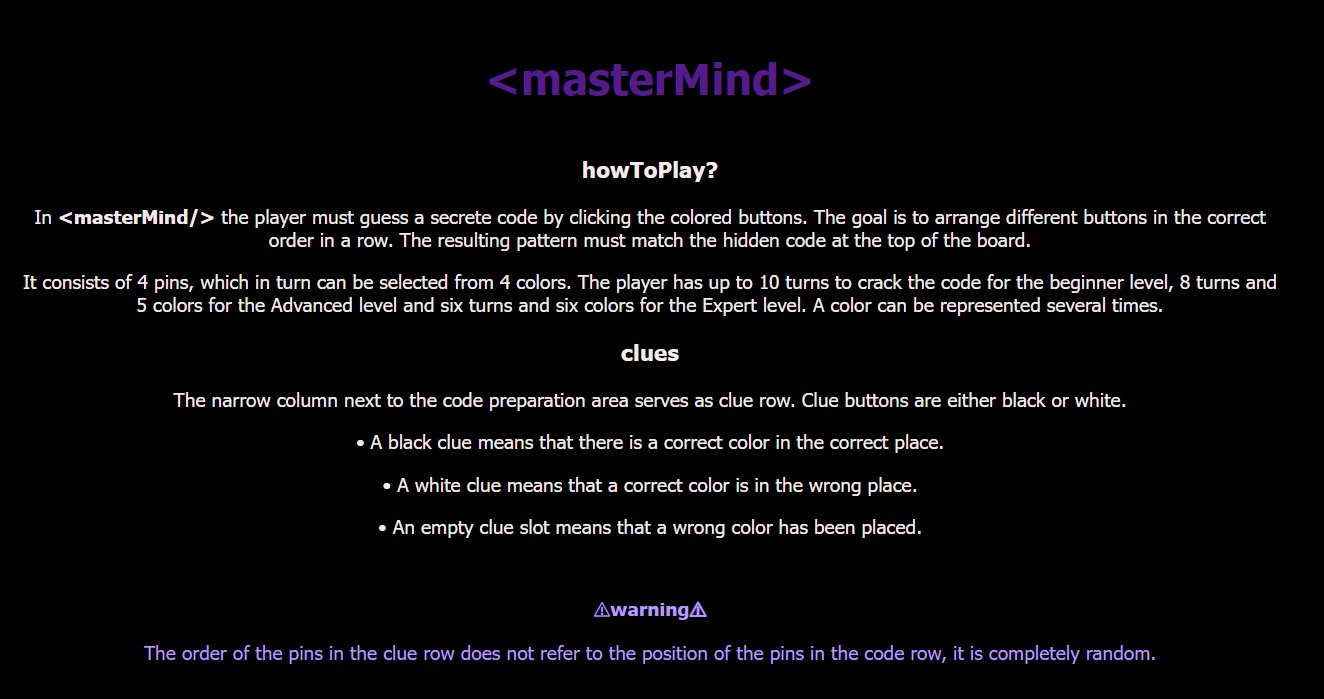 <masterMind>
howToPlay?
In <masterMind/> the player must guess a secrete code by clicking the colored buttons. The goal is to arrange different buttons in the correct
order in a row. The resulting pattern must match the hidden code at the top of the board.
It consists of 4 pins, which in turn can be selected from 4 colors. The player has up to 10 turns to crack the code for the beginner level, 8 turns and
5 colors for the Advanced level and six turns and six colors for the Expert level. A color can be represented several times.
clues
The narrow column next to the code preparation area serves as clue row. Clue buttons are either black or white.
• A black clue means that there is a correct color in the correct place.
• A white clue means that a correct color is in the wrong place.
• An empty clue slot means that a wrong color has been placed.
⚠warning⚠
The order of the pins in the clue row does not refer to the position of the pins in the code row, it is completely random.